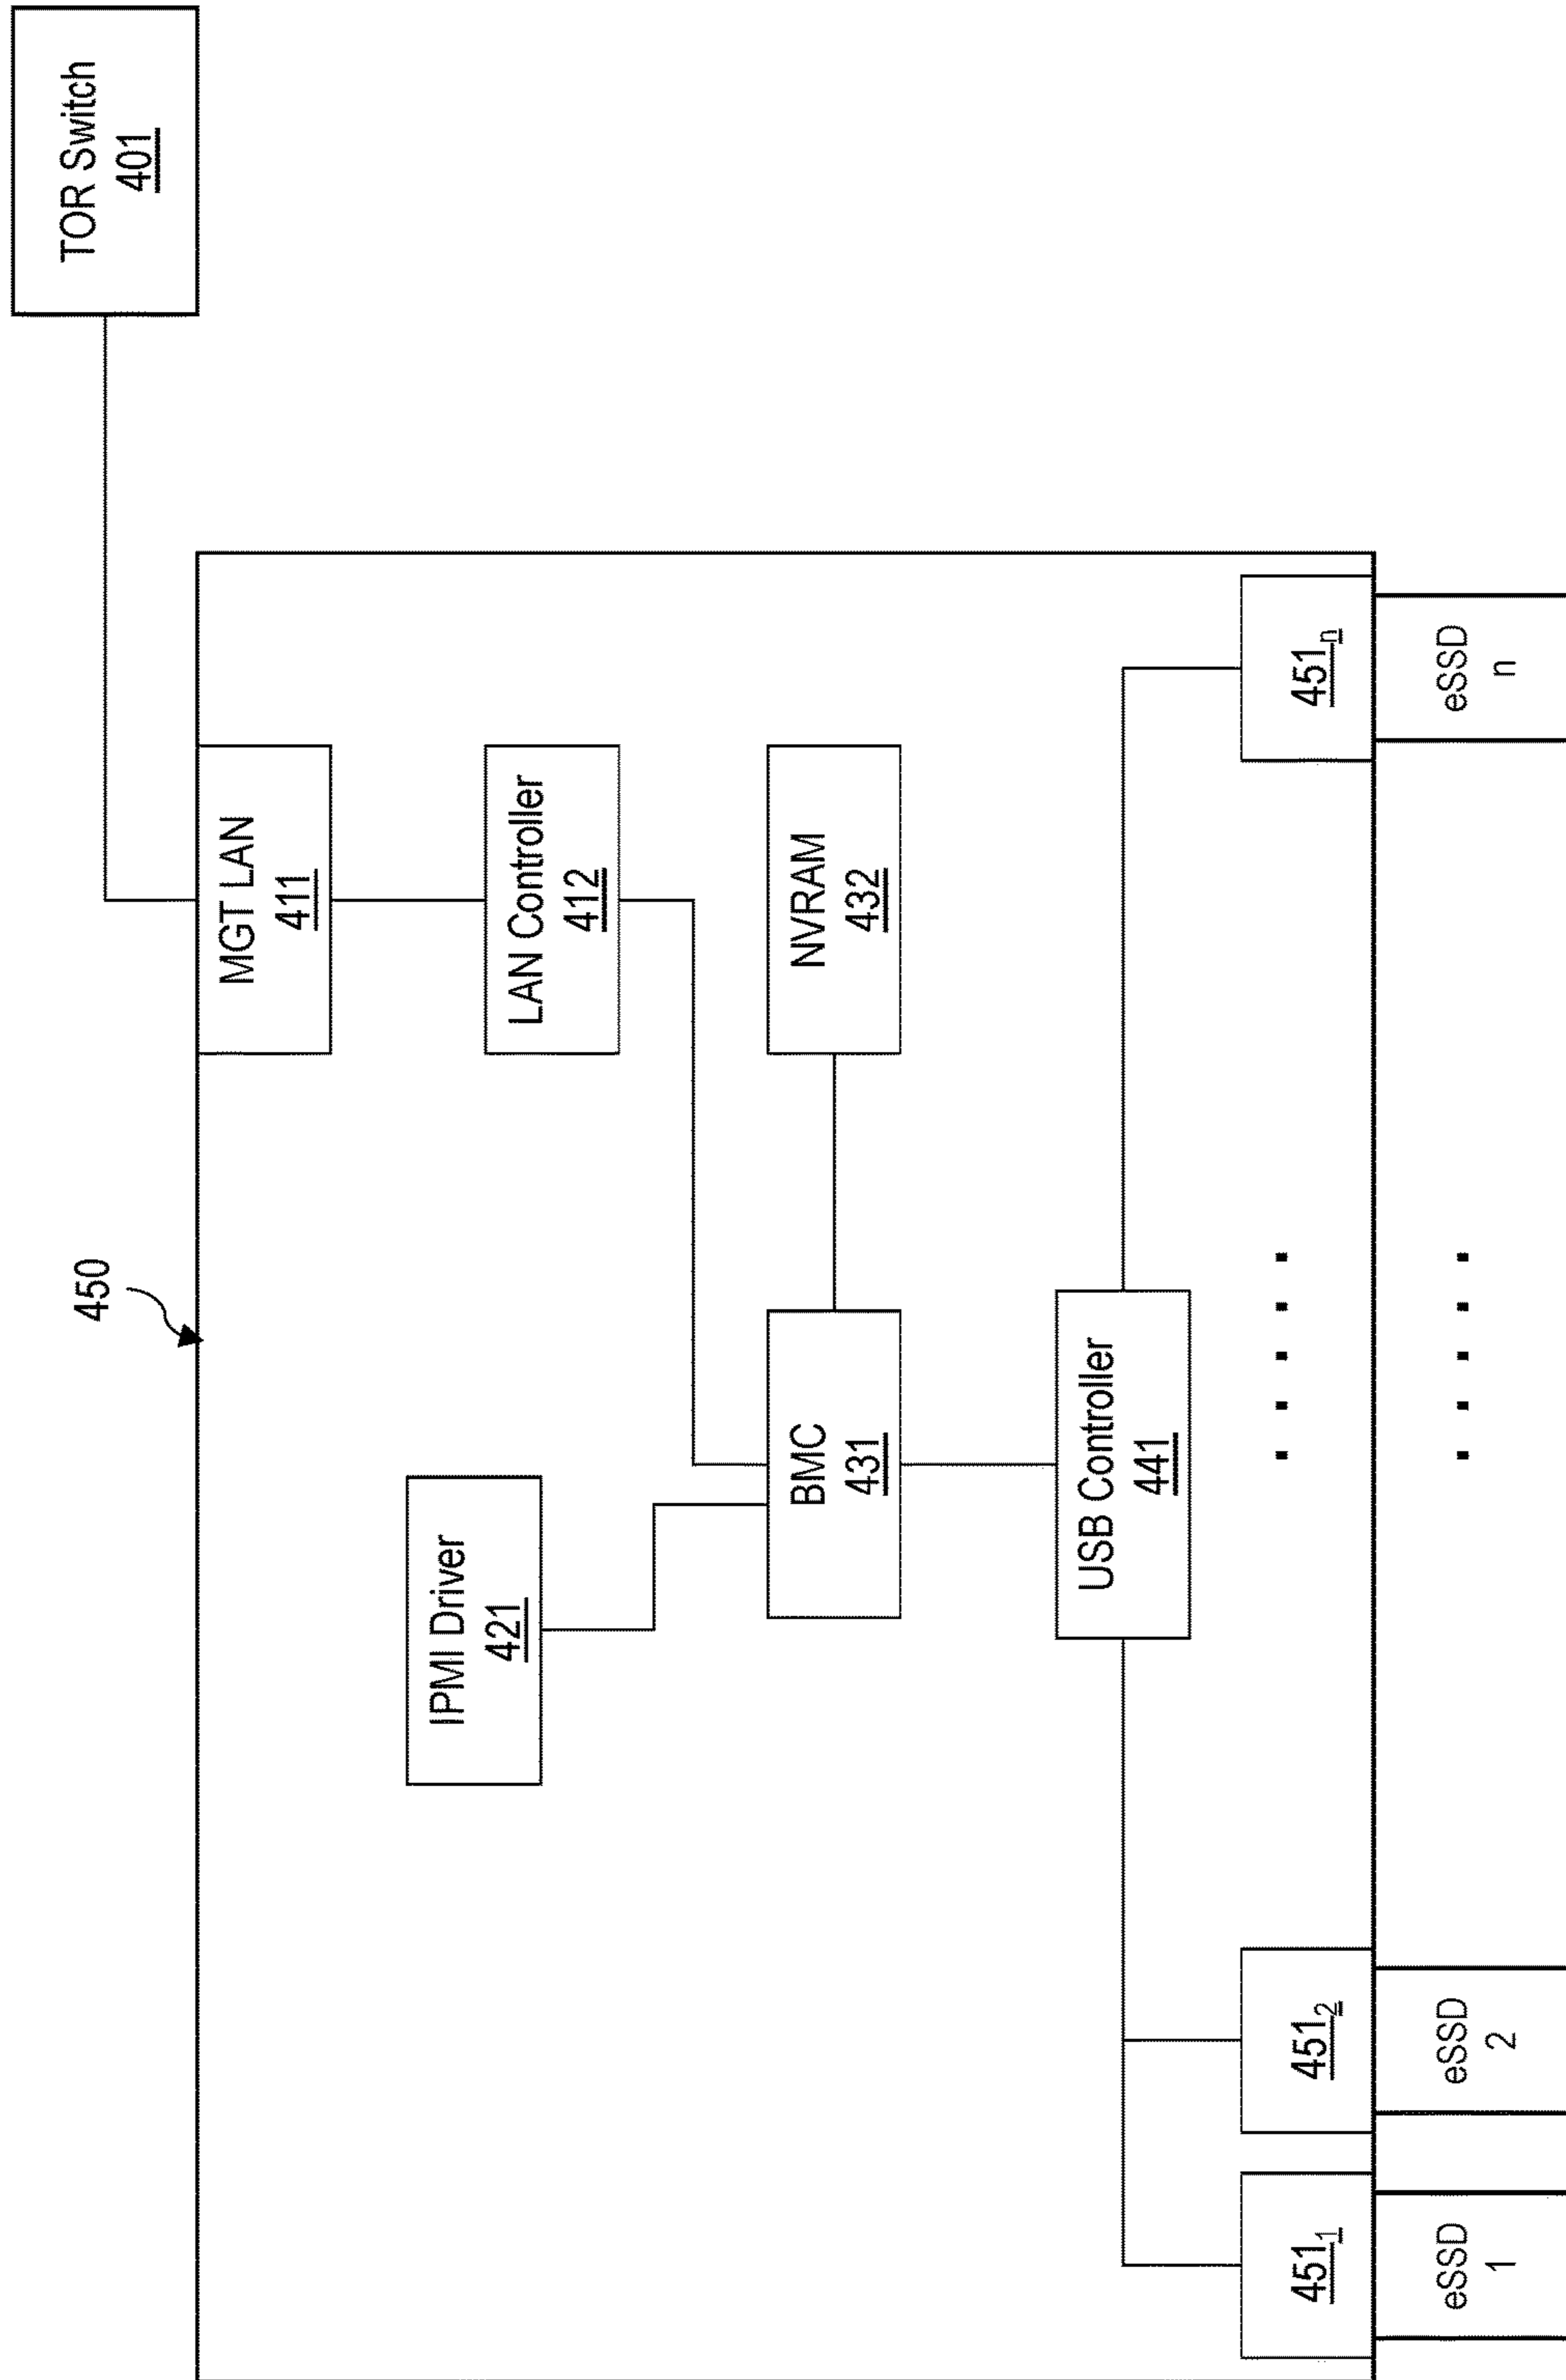 TOR Switch
401
450
MGT LAN
411
IPMI Driver
421
LAN Controller
412
BMC
431
NVRAM
432
USB Controller
441
451₁
451₂
451ₙ
eSSD
1
eSSD
2
eSSD
n